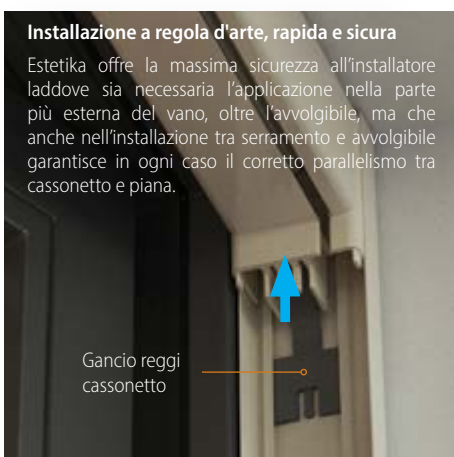 Installazione a regola d'arte, rapida e sicura
Estetika offre la massima sicurezza all’installatore
laddove sia necessaria l’applicazione nella parte
più esterna del vano, oltre l’avvolgibile, ma che
anche nell’installazione tra serramento e avvolgibile
garantisce in ogni caso il corretto parallelismo tra
cassonetto e piana.
Gancio reggi
cassonetto